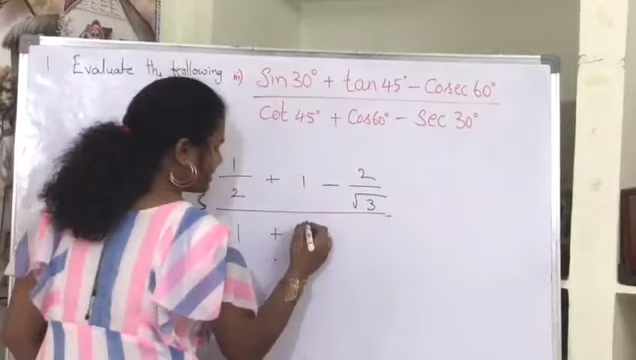 1 Evaluate the following iii) Sin 30° + tan 45° - Cosec 60°
Cot 45° + Cos 60° - Sec 30°
1/2 + 1 - 2/√3
1 +